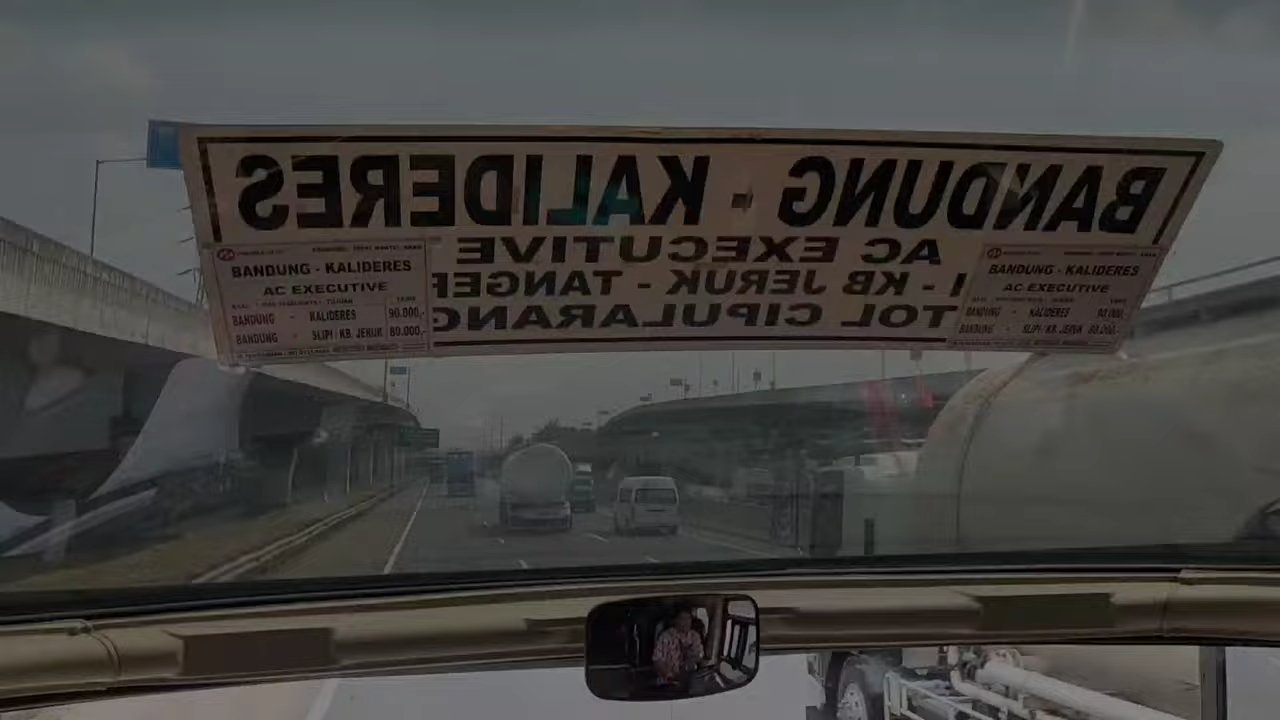 BANDUNG - KALIDERES
AC EXECUTIVE
I - KB JERUK - TANGER
TOL CIPULARANG
BANDUNG - KALIDERES
AC EXECUTIVE
BANDUNG - KALIDERES 90.000,-
BANDUNG - SLIPI / KB. JERUK 80.000,-
BANDUNG - KALIDERES
AC EXECUTIVE
BANDUNG - KALIDERES 90.000,-
BANDUNG - SLIPI / KB. JERUK 80.000,-